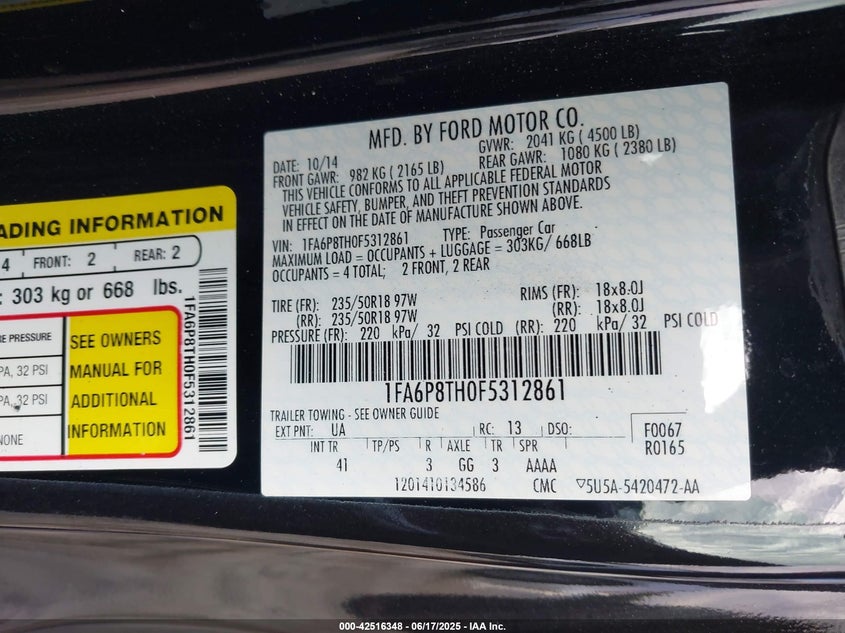 ADING INFORMATION
4 FRONT: 2 REAR: 2
: 303 kg or 668 lbs.
RE PRESSURE
PA, 32 PSI
PA, 32 PSI
NONE
SEE OWNERS
MANUAL FOR
ADDITIONAL
INFORMATION
1FA6P8TH0F5312861
MFD. BY FORD MOTOR CO.
DATE: 10/14 GVWR: 2041 KG ( 4500 LB)
FRONT GAWR: 982 KG ( 2165 LB) REAR GAWR: 1080 KG ( 2380 LB)
THIS VEHICLE CONFORMS TO ALL APPLICABLE FEDERAL MOTOR
VEHICLE SAFETY, BUMPER, AND THEFT PREVENTION STANDARDS
IN EFFECT ON THE DATE OF MANUFACTURE SHOWN ABOVE.
VIN: 1FA6P8TH0F5312861 TYPE: Passenger Car
MAXIMUM LOAD = OCCUPANTS + LUGGAGE = 303KG/ 668LB
OCCUPANTS = 4 TOTAL; 2 FRONT, 2 REAR
TIRE (FR): 235/50R18 97W RIMS (FR): 18x8.0J
(RR): 235/50R18 97W (RR): 18x8.0J
PRESSURE (FR): 220 kPa/ 32 PSI COLD (RR): 220 kPa/ 32 PSI COLD
1FA6P8TH0F5312861
TRAILER TOWING - SEE OWNER GUIDE
EXT PNT: UA RC: 13 DSO: F0067
R0165
INT TR TP/PS R AXLE TR SPR
41 3 GG 3 AAAA
1201410134586 CMC 5U5A-5420472-AA
000-42516348 - 06/17/2025 - IAA Inc.